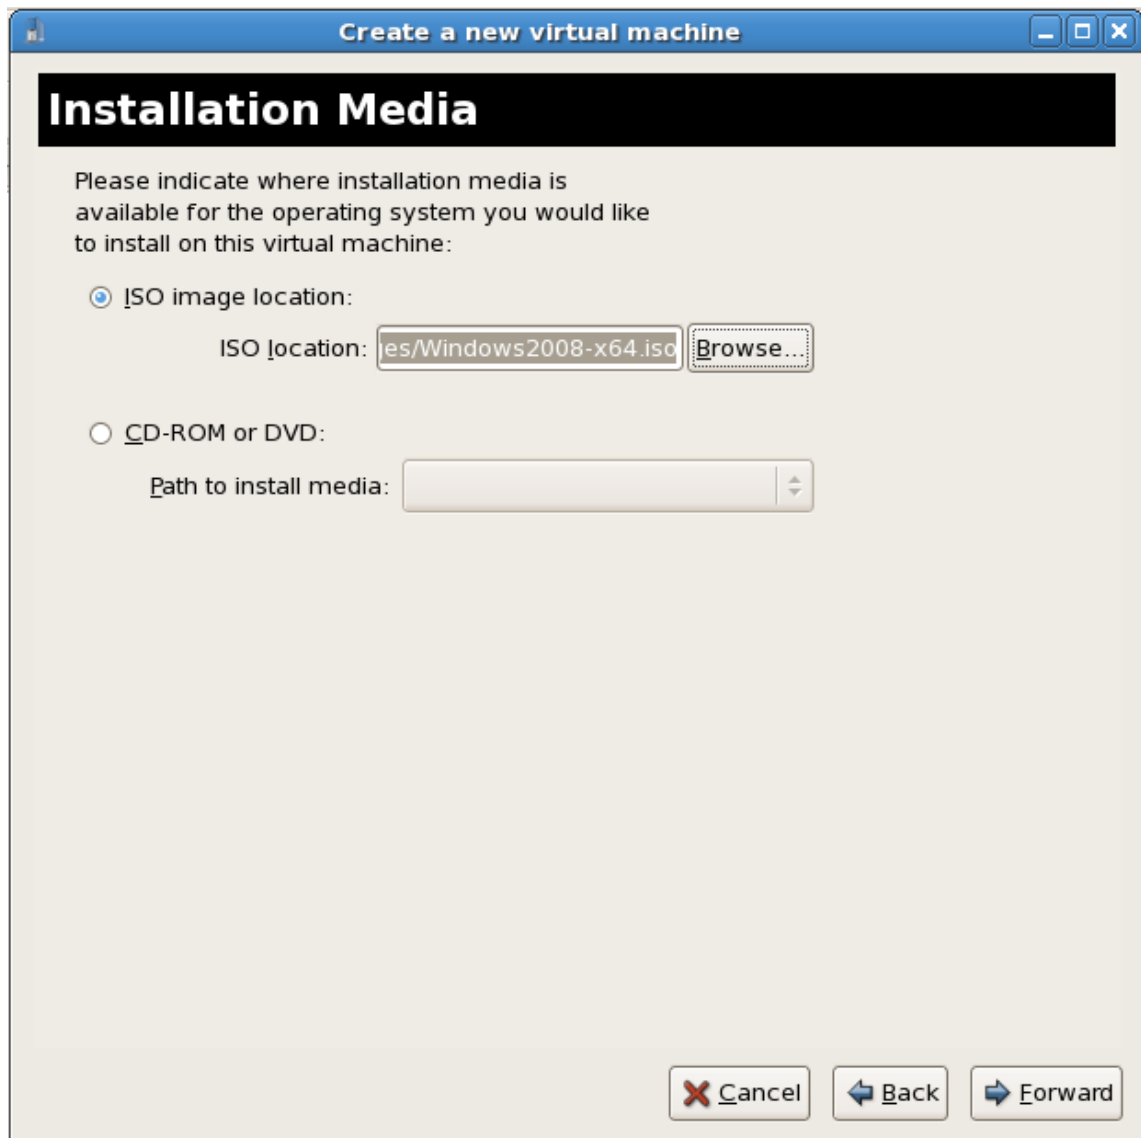 Create a new virtual machine
Installation Media
Please indicate where installation media is
available for the operating system you would like
to install on this virtual machine:
ISO image location:
ISO location: es/Windows2008-x64.iso Browse...
CD-ROM or DVD:
Path to install media:
Cancel Back Forward